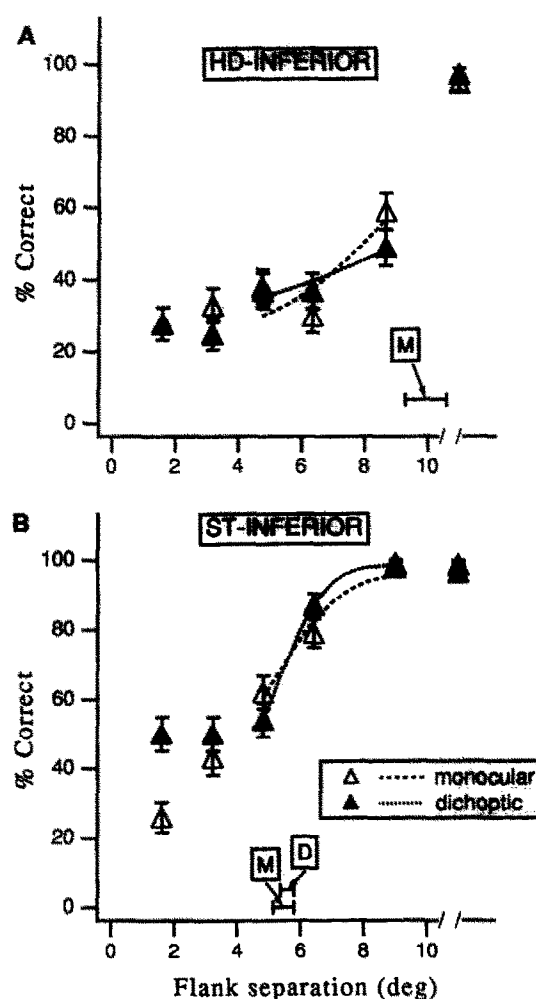 A
HD-INFERIOR
% Correct
100
80
60
40
20
0
M
0 2 4 6 8 10
B
ST-INFERIOR
% Correct
100
80
60
40
20
0
monocular
dichoptic
M
D
0 2 4 6 8 10
Flank separation (deg)